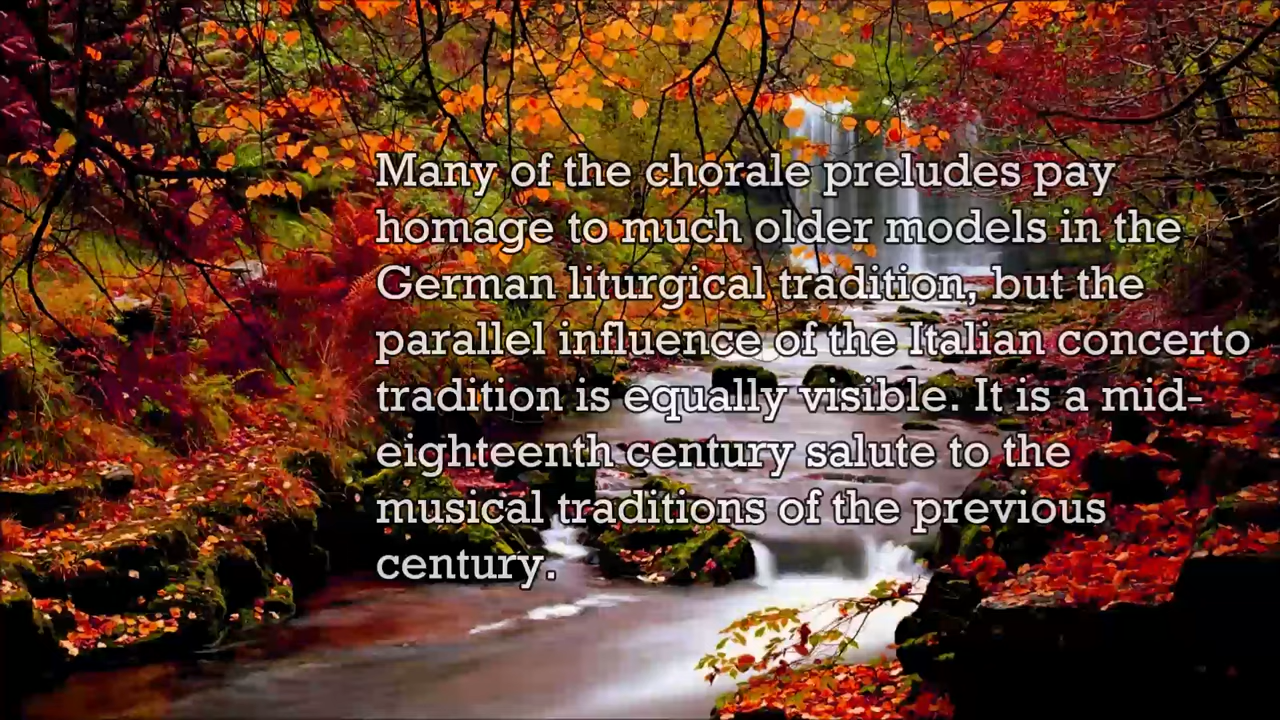 Many of the chorale preludes pay
homage to much older models in the
German liturgical tradition, but the
parallel influence of the Italian concerto
tradition is equally visible. It is a mid-
eighteenth century salute to the
musical traditions of the previous
century.